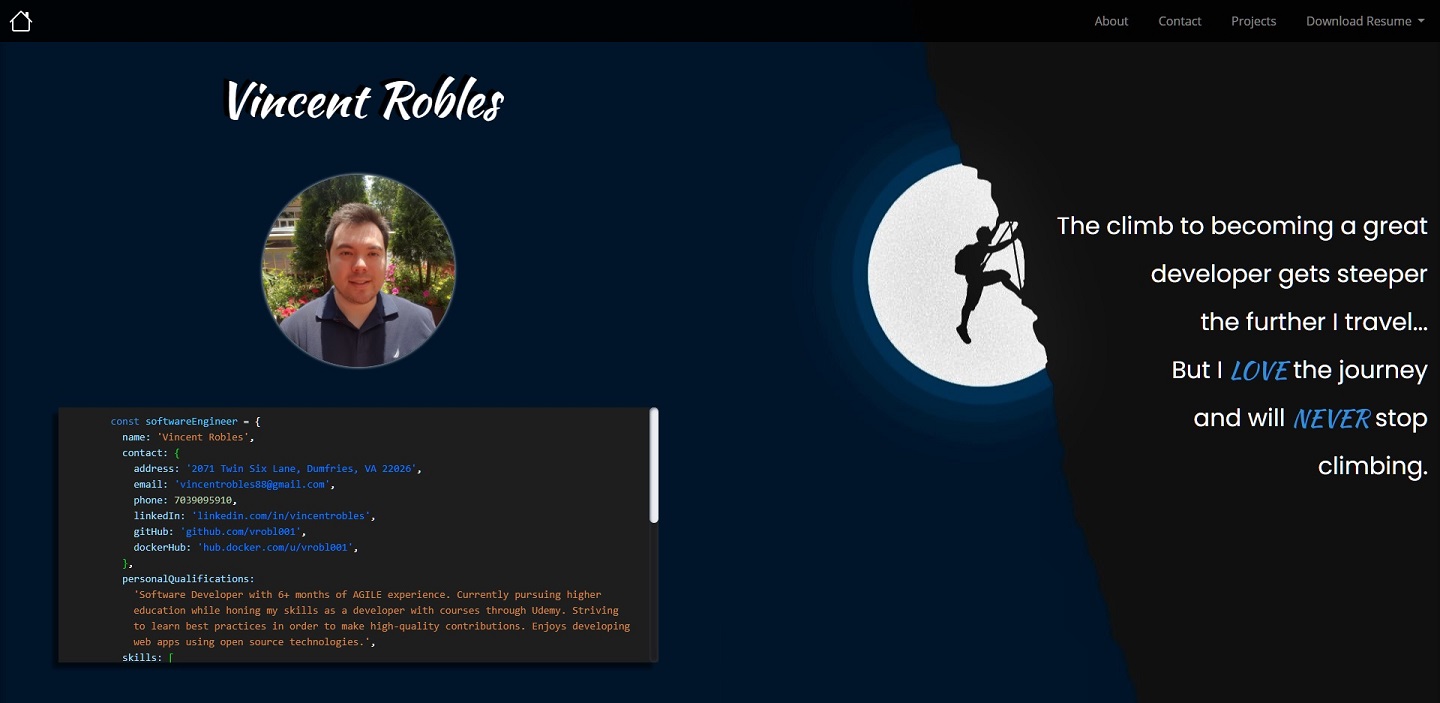 About
Contact
Projects
Download Resume
Vincent Robles
The climb to becoming a great
developer gets steeper
the further I travel...
But I LOVE the journey
and will NEVER stop
climbing.
const softwareEngineer = {
name: 'Vincent Robles',
contact: {
address: '2071 Twin Six Lane, Dumfries, VA 22026',
email: 'vincentrobles88@gmail.com',
phone: 7039095910,
linkedIn: 'linkedin.com/in/vincentrobles',
gitHub: 'github.com/vrobl001',
dockerHub: 'hub.docker.com/u/vrobl001',
},
personalQualifications:
'Software Developer with 6+ months of AGILE experience. Currently pursuing higher
education while honing my skills as a developer with courses through Udemy. Striving
to learn best practices in order to make high-quality contributions. Enjoys developing
web apps using open source technologies.',
skills: [